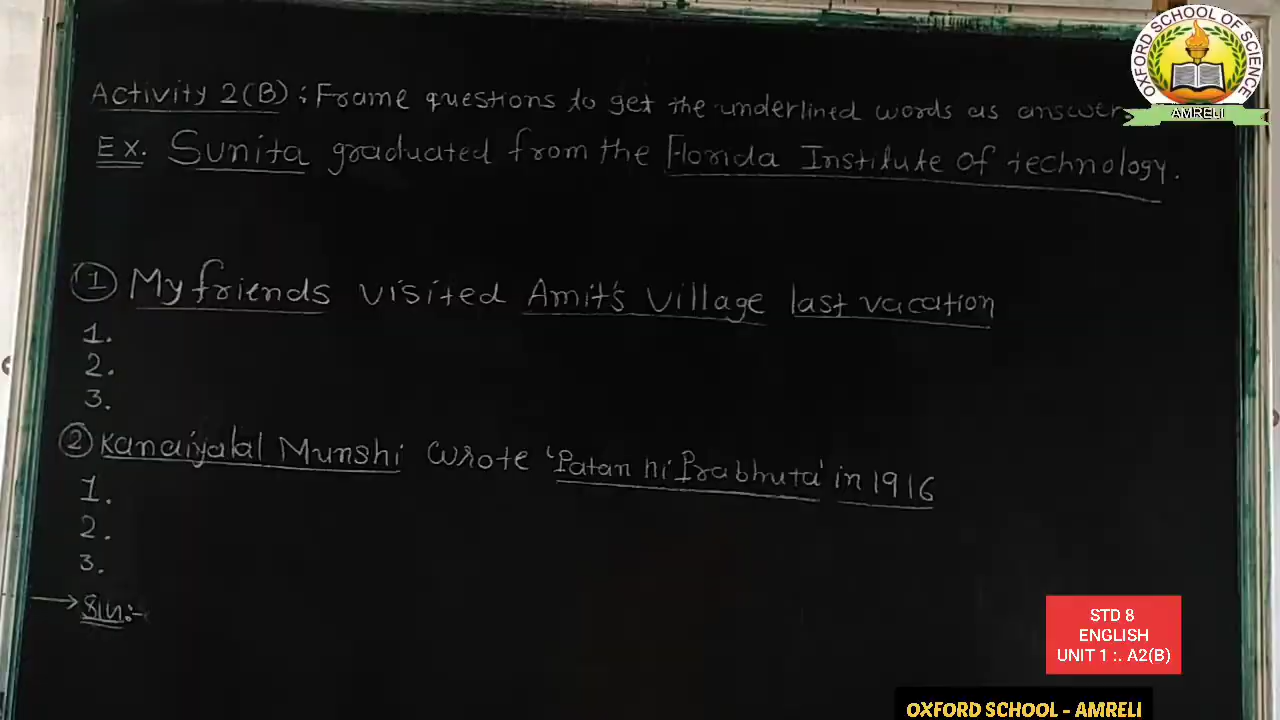 OXFORD SCHOOL OF SCIENCE
AMRELI
Activity 2(B) : Frame questions to get the underlined words as answer
Ex. Sunita graduated from the Florida Institute of technology.
① My friends visited Amit's village last vacation
1.
2.
3.
② Kanaiyalal Munshi wrote 'Patan ni Prabhuta' in 1916
1.
2.
3.
→ Sln:-
STD 8
ENGLISH
UNIT 1 :. A2(B)
OXFORD SCHOOL - AMRELI